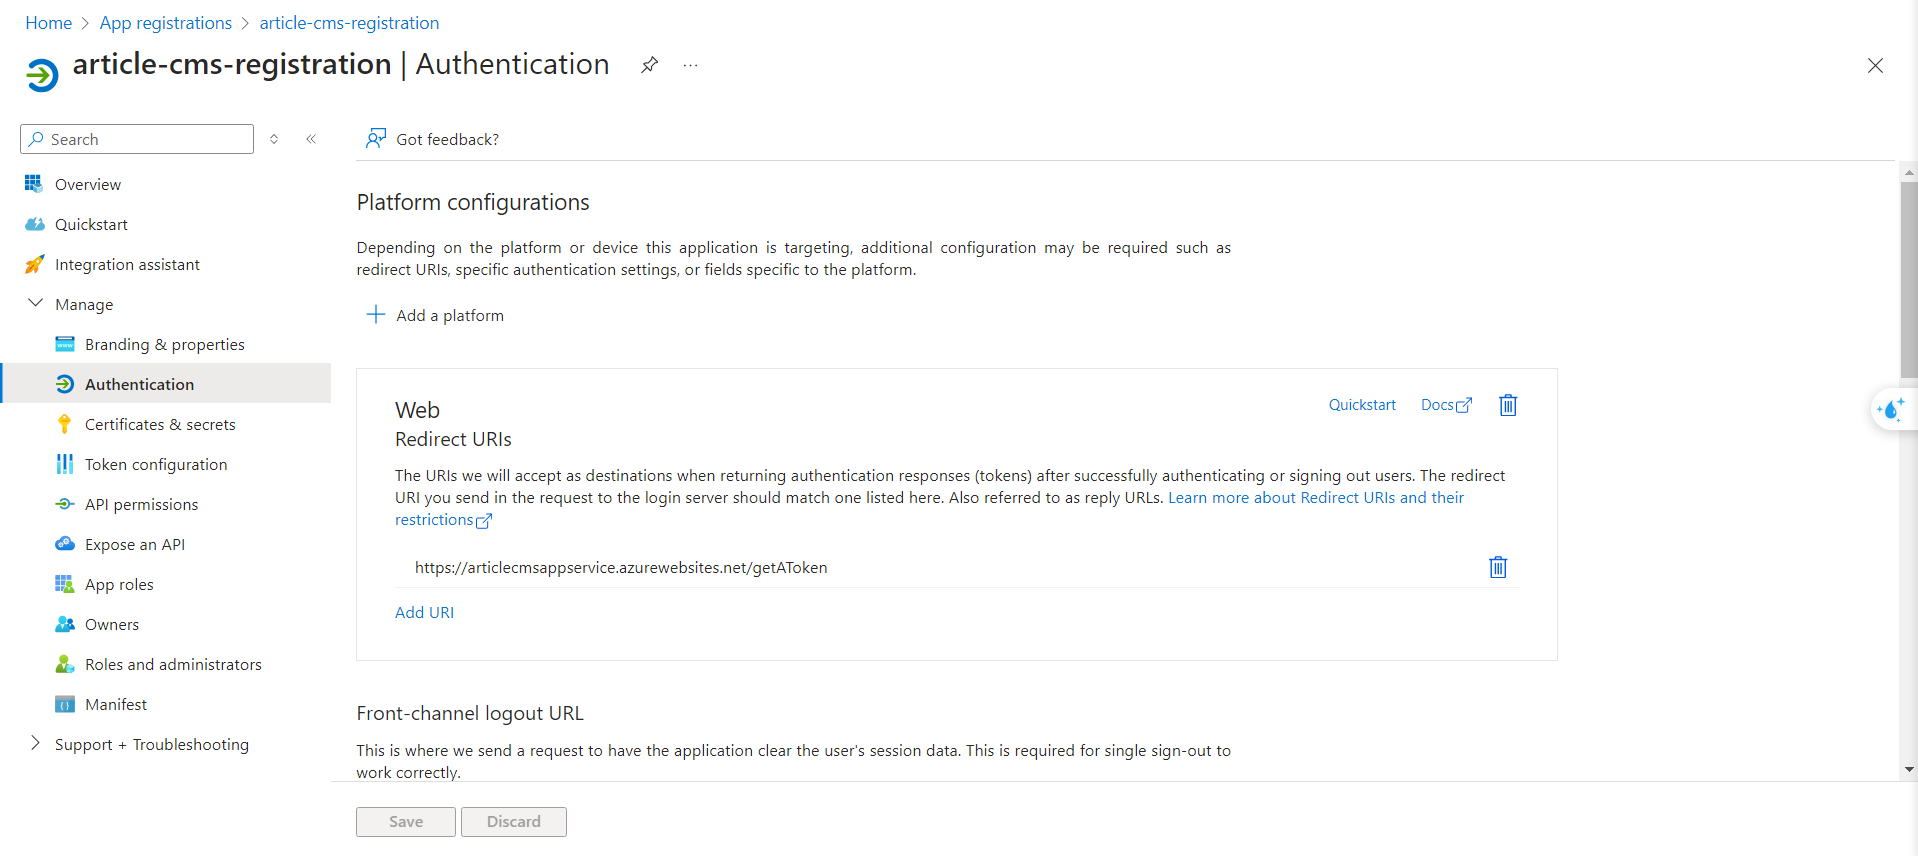 Home > App registrations > article-cms-registration
article-cms-registration | Authentication
Search
Got feedback?
Overview
Quickstart
Integration assistant
Manage
Branding & properties
Authentication
Certificates & secrets
Token configuration
API permissions
Expose an API
App roles
Owners
Roles and administrators
Manifest
Support + Troubleshooting
Platform configurations
Depending on the platform or device this application is targeting, additional configuration may be required such as
redirect URIs, specific authentication settings, or fields specific to the platform.
Add a platform
Web
Quickstart
Docs
Redirect URIs
The URIs we will accept as destinations when returning authentication responses (tokens) after successfully authenticating or signing out users. The redirect
URI you send in the request to the login server should match one listed here. Also referred to as reply URLs. Learn more about Redirect URIs and their
restrictions
https://articlecmsappservice.azurewebsites.net/getAToken
Add URI
Front-channel logout URL
This is where we send a request to have the application clear the user's session data. This is required for single sign-out to
work correctly.
Save
Discard